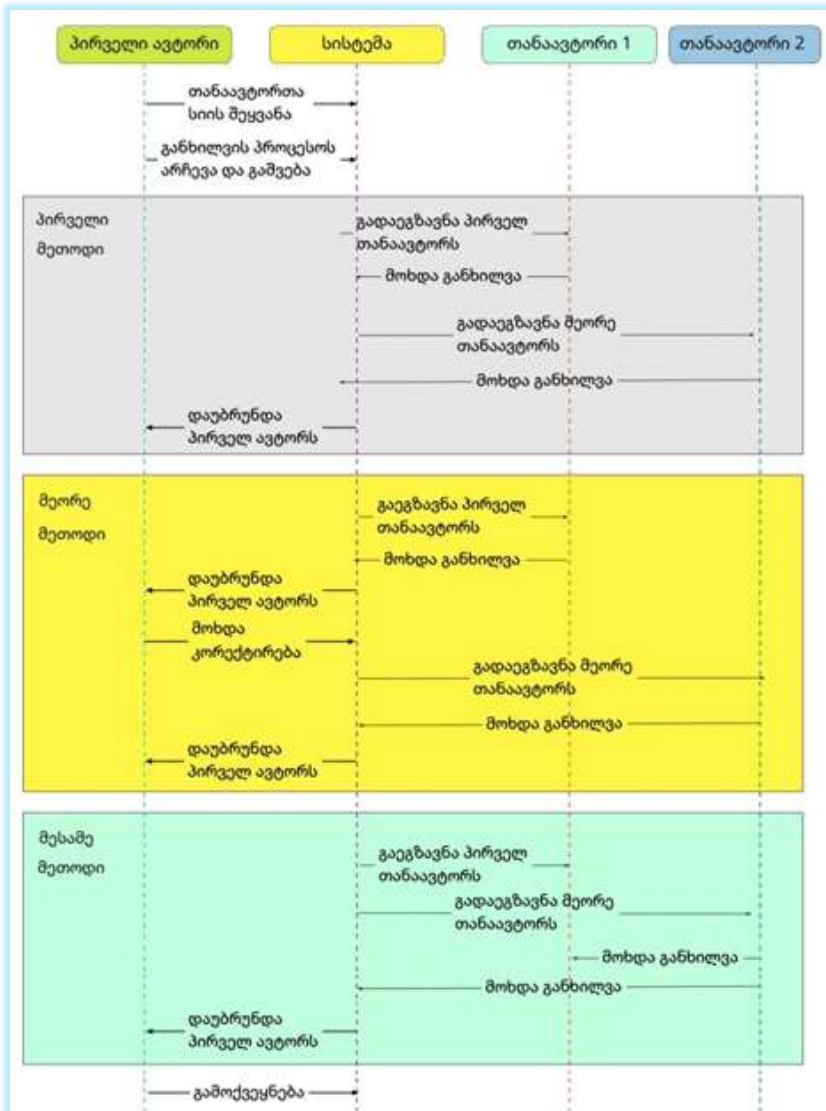 პირველი ავტორი
სისტემა
თანაავტორი 1
თანაავტორი 2
თანაავტორთა
სიის შეყვანა
განხილვის პროცესოს
არჩევა და გაშვება
პირველი
მეთოდი
გადაეგზავნა პირველ
თანაავტორს
მოხდა განხილვა
გადაეგზავნა მეორე
თანაავტორს
მოხდა განხილვა
დაუბრუნდა
პირველ ავტორს
მეორე
მეთოდი
გაეგზავნა პირველ
თანაავტორს
მოხდა განხილვა
დაუბრუნდა
პირველ ავტორს
მოხდა
კორექტირება
გადაეგზავნა მეორე
თანაავტორს
მოხდა განხილვა
დაუბრუნდა
პირველ ავტორს
მესამე
მეთოდი
გაეგზავნა პირველ
თანაავტორს
გადაეგზავნა მეორე
თანაავტორს
მოხდა განხილვა
მოხდა განხილვა
დაუბრუნდა
პირველ ავტორს
გამოქვეყნება